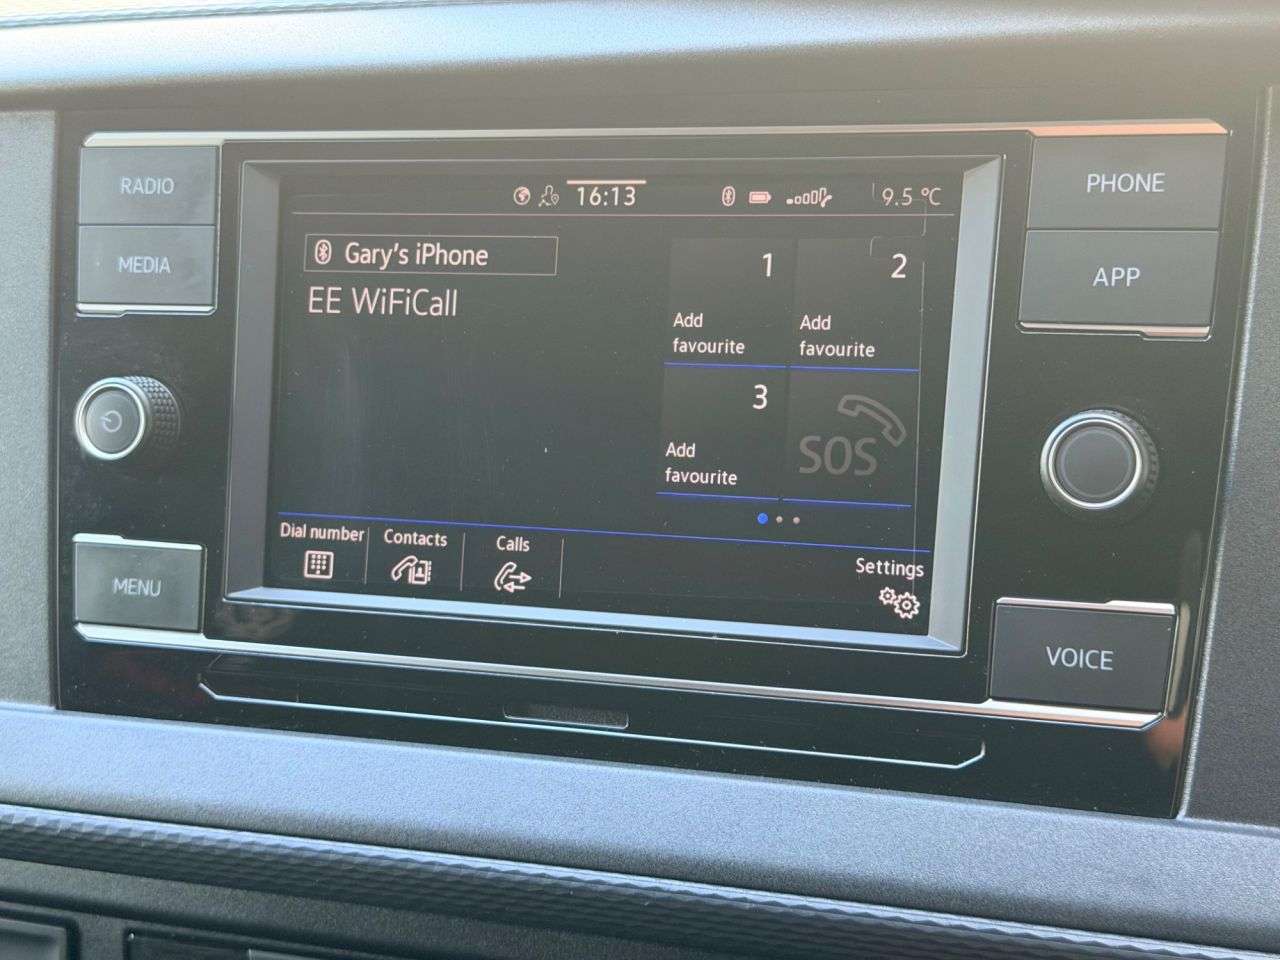 RADIO
MEDIA
MENU
PHONE
APP
VOICE
16:13
9.5 °C
Gary's iPhone
EE WiFiCall
1
Add
favourite
2
Add
favourite
3
Add
favourite
SOS
Dial number
Contacts
Calls
Settings